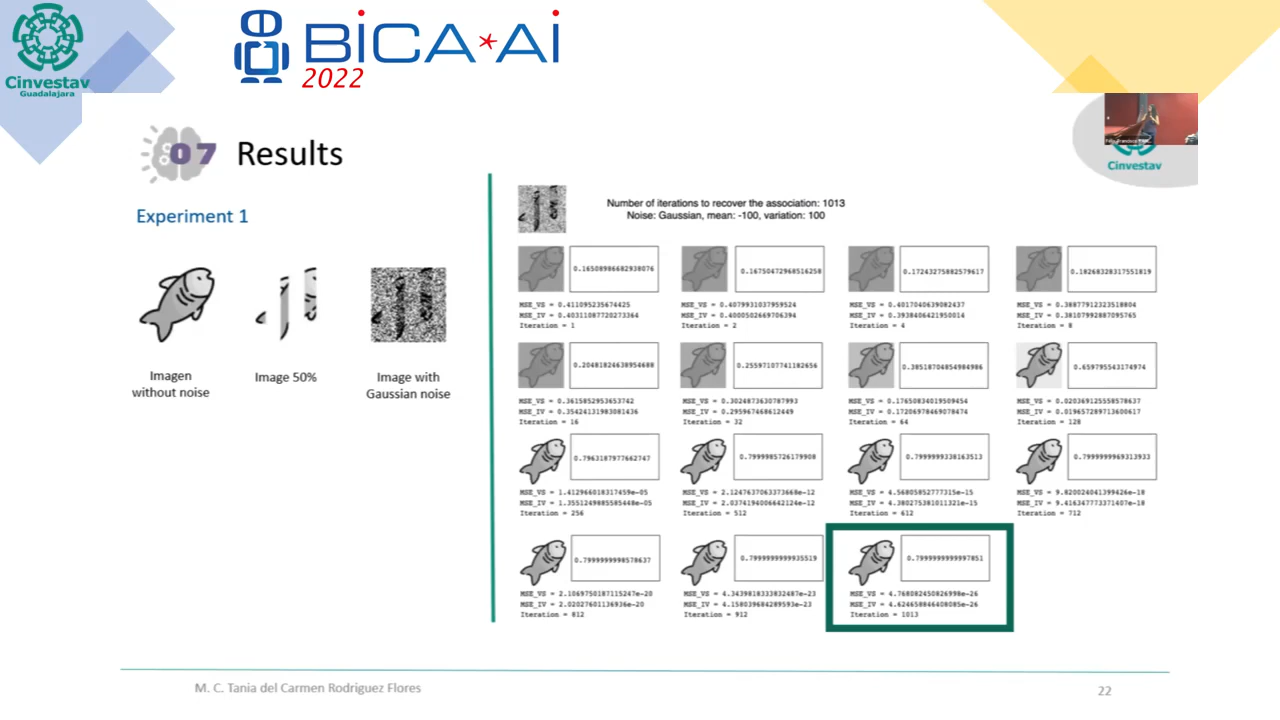 Cinvestav
Guadalajara
BiCA*Ai
2022
07
Results
Cinvestav
Experiment 1
Imagen
without noise
Image 50%
Image with
Gaussian noise
Number of iterations to recover the association: 1013
Noise: Gaussian, mean: -100, variation: 100
0.16508986682938076
MSE_VS = 0.411095235674425
MSE_IV = 0.40311087720273364
Iteration = 1
0.16750472968516258
MSE_VS = 0.4079931037959524
MSE_IV = 0.4000502669706394
Iteration = 2
0.17243275882579617
MSE_VS = 0.4017040639082437
MSE_IV = 0.3938406421950014
Iteration = 4
0.18268328317551819
MSE_VS = 0.38877912323518804
MSE_IV = 0.38107992887095765
Iteration = 8
0.20481824638954688
MSE_VS = 0.3615852953653742
MSE_IV = 0.35424131983081436
Iteration = 16
0.25597107741182656
MSE_VS = 0.3024873630787993
MSE_IV = 0.295967468612449
Iteration = 32
0.38518704854984986
MSE_VS = 0.17650834019509454
MSE_IV = 0.17206978469078474
Iteration = 64
0.659795543174974
MSE_VS = 0.020369125558578637
MSE_IV = 0.019657289713600617
Iteration = 128
0.7963187977662747
MSE_VS = 1.412966018317459e-05
MSE_IV = 1.3551249885585448e-05
Iteration = 256
0.7999985726179908
MSE_VS = 2.1247637063373668e-12
MSE_IV = 2.0374194006642124e-12
Iteration = 512
0.7999999338163513
MSE_VS = 4.56805852777315e-15
MSE_IV = 4.380275381011321e-15
Iteration = 612
0.7999999969313933
MSE_VS = 9.820024041399426e-18
MSE_IV = 9.416347773371407e-18
Iteration = 712
0.7999999998578637
MSE_VS = 2.1069750187115247e-20
MSE_IV = 2.02027601136936e-20
Iteration = 812
0.7999999999935519
MSE_VS = 4.3439818333832487e-23
MSE_IV = 4.158039684289593e-23
Iteration = 912
0.7999999999997851
MSE_VS = 4.768082450826998e-26
MSE_IV = 4.624658846408085e-26
Iteration = 1013
M. C. Tania del Carmen Rodriguez Flores
22